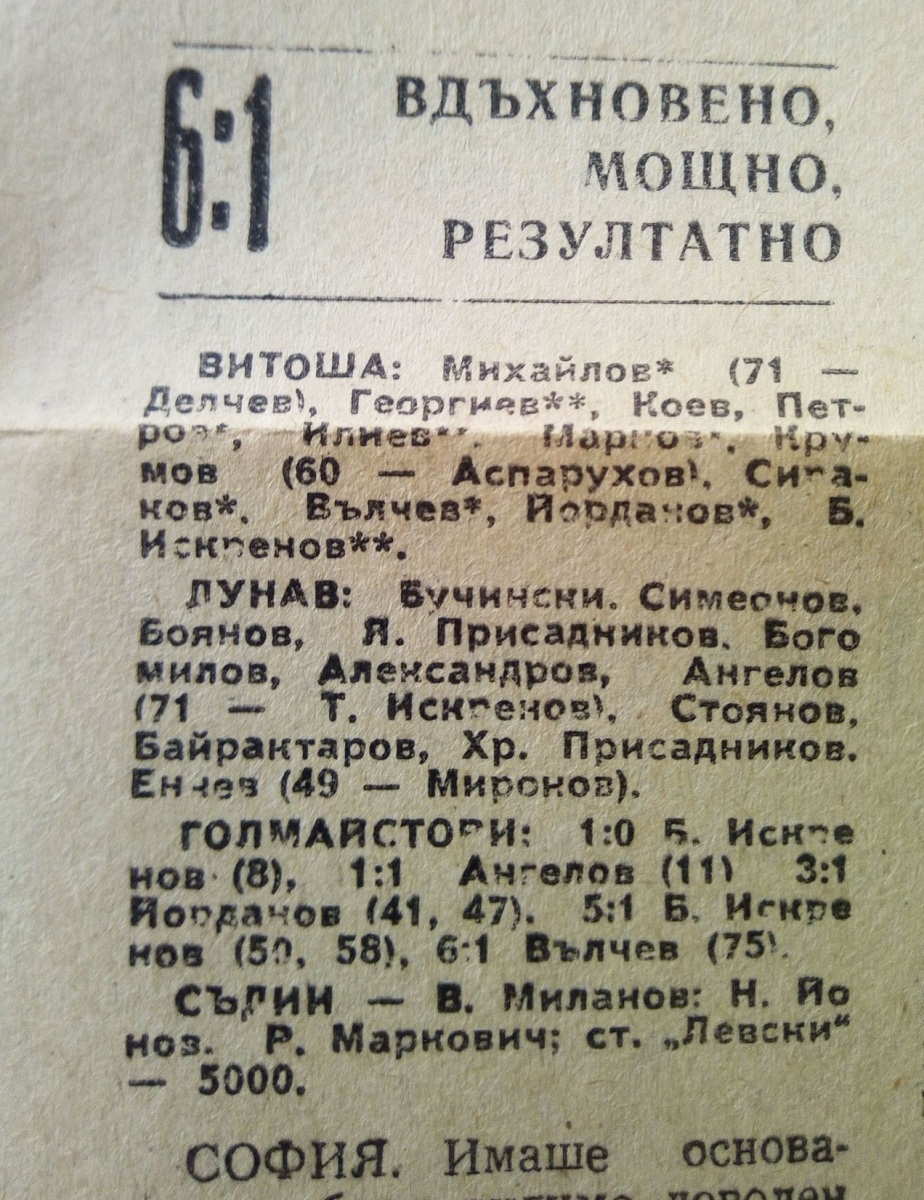 6:1
ВДЪХНОВЕНО,
МОЩНО,
РЕЗУЛТАТНО
ВИТОША: Михайлов* (71 —
Делчев), Георгиев**, Коев, Пет-
ров*, Илиев**, Марков*, Кру-
мов (60 — Аспарухов), Сира-
ков*, Вълчев*, Йорданов*, Б.
Искренов**.
ДУНАВ: Бучински, Симеонов,
Боянов, Я. Присадников, Бого
милов, Александров, Ангелов
(71 — Т. Искренов), Стоянов,
Байрактаров, Хр. Присадников.
Енчев (49 — Миронов).
ГОЛМАЙСТОРИ: 1:0 Б. Искре
нов (8), 1:1 Ангелов (11) 3:1
Йорданов (41, 47). 5:1 Б. Искре
нов (50, 58), 6:1 Вълчев (75).
СЪДИИ — В. Миланов: Н. Йо
нов. Р. Маркович; ст. „Левски“
— 5000.
СОФИЯ. Имаше основа-